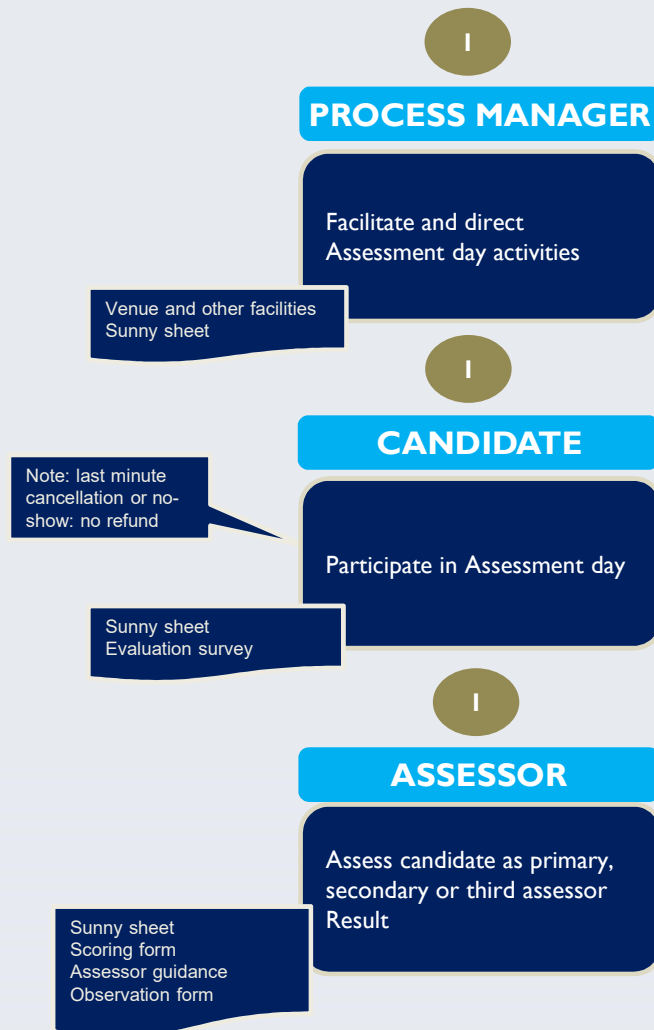 I
PROCESS MANAGER
Facilitate and direct
Assessment day activities
Venue and other facilities
Sunny sheet
I
CANDIDATE
Note: last minute
cancellation or no-
show: no refund
Participate in Assessment day
Sunny sheet
Evaluation survey
I
ASSESSOR
Assess candidate as primary,
secondary or third assessor
Result
Sunny sheet
Scoring form
Assessor guidance
Observation form